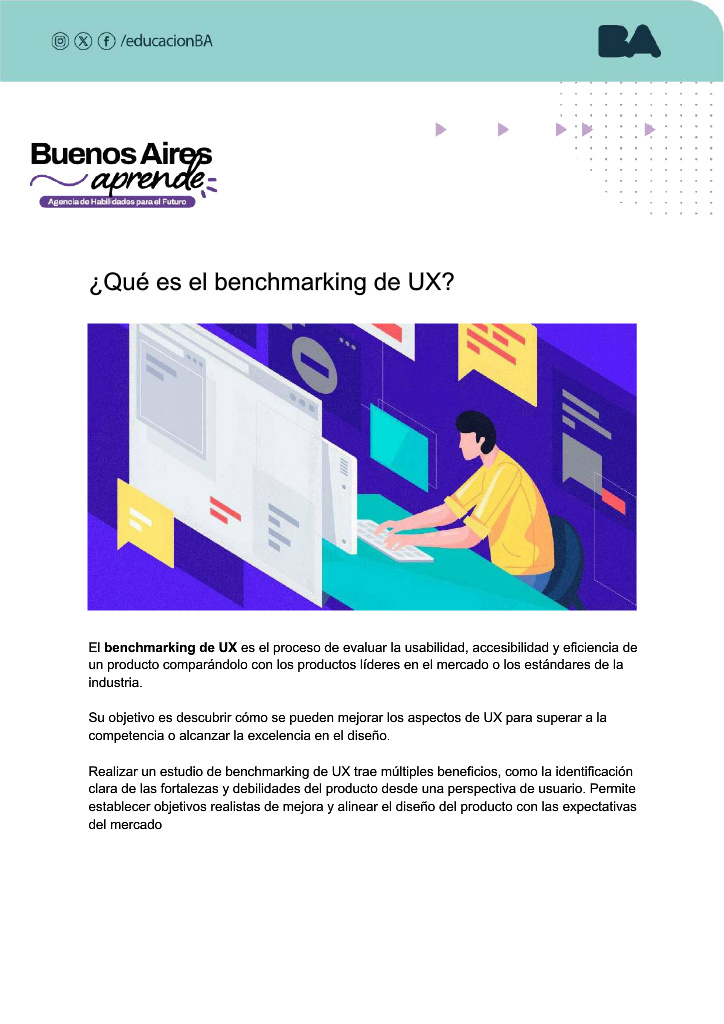 /educacionBA
BA
Buenos Aires
aprende
Agencia de Habilidades para el Futuro
¿Qué es el benchmarking de UX?
El benchmarking de UX es el proceso de evaluar la usabilidad, accesibilidad y eficiencia de
un producto comparándolo con los productos líderes en el mercado o los estándares de la
industria.
Su objetivo es descubrir cómo se pueden mejorar los aspectos de UX para superar a la
competencia o alcanzar la excelencia en el diseño.
Realizar un estudio de benchmarking de UX trae múltiples beneficios, como la identificación
clara de las fortalezas y debilidades del producto desde una perspectiva de usuario. Permite
establecer objetivos realistas de mejora y alinear el diseño del producto con las expectativas
del mercado